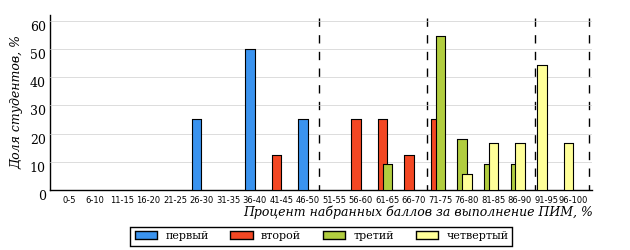 Доля студентов, %
60
50
40
30
20
10
0
0-5 6-10 11-15 16-20 21-25 26-30 31-35 36-40 41-45 46-50 51-55 56-60 61-65 66-70 71-75 76-80 81-85 86-90 91-95 96-100
Процент набранных баллов за выполнение ПИМ, %
первый второй третий четвертый